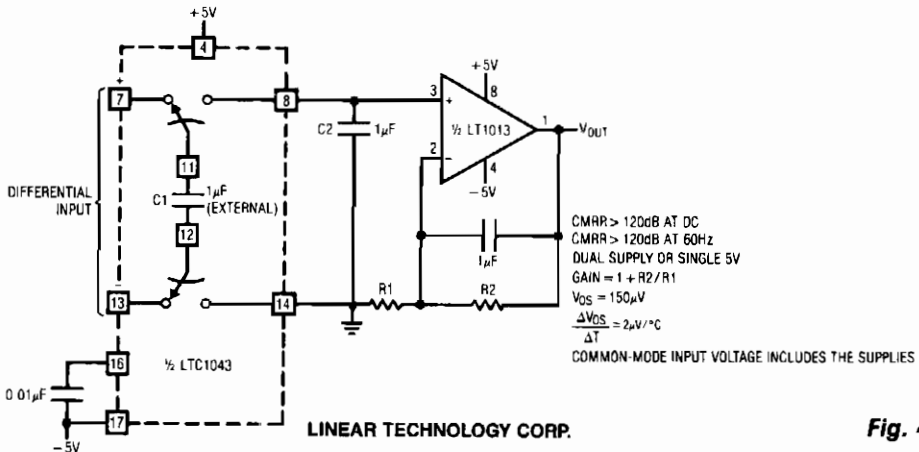 +5V
4
+
7
8
11
C1
1µF
(EXTERNAL)
12
DIFFERENTIAL
INPUT
13
14
16
½ LTC1043
0.01µF
17
−5V
C2
1µF
3
+
2
−
+5V
8
½ LT1013
4
−5V
1
VOUT
1µF
R1
R2
CMRR > 120dB AT DC
CMRR > 120dB AT 60Hz
DUAL SUPPLY OR SINGLE 5V
GAIN = 1 + R2/R1
VOS = 150µV
ΔVOS
ΔT
= 2µV/°C
COMMON-MODE INPUT VOLTAGE INCLUDES THE SUPPLIES
LINEAR TECHNOLOGY CORP.
Fig.